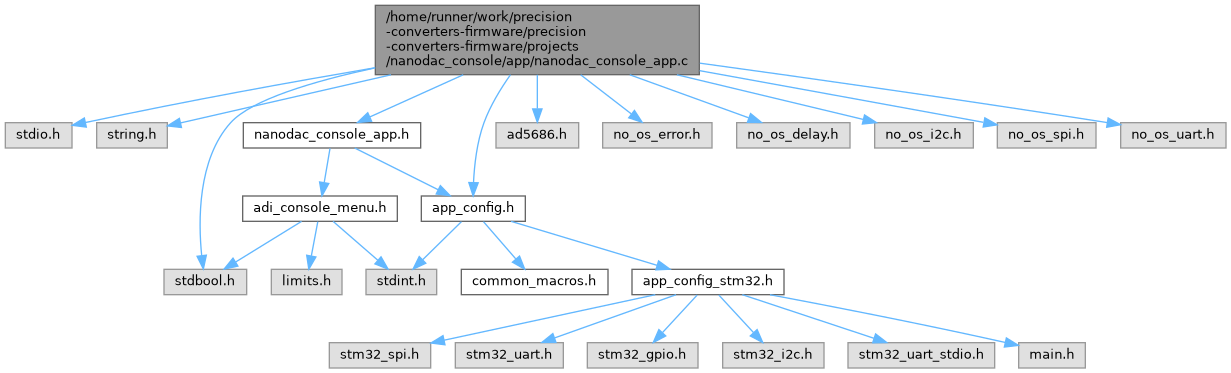 /home/runner/work/precision
-converters-firmware/precision
-converters-firmware/projects
/nanodac_console/app/nanodac_console_app.c
stdio.h
string.h
nanodac_console_app.h
ad5686.h
no_os_error.h
no_os_delay.h
no_os_i2c.h
no_os_spi.h
no_os_uart.h
adi_console_menu.h
app_config.h
stdbool.h
limits.h
stdint.h
common_macros.h
app_config_stm32.h
stm32_spi.h
stm32_uart.h
stm32_gpio.h
stm32_i2c.h
stm32_uart_stdio.h
main.h